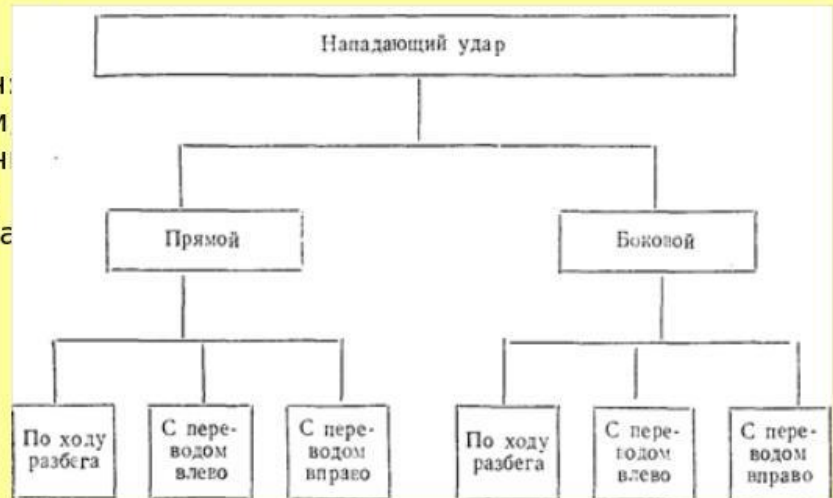 Нападающий удар
Прямой
Боковой
По ходу
разбега
С пере-
водом
влево
С пере-
водом
вправо
По ходу
разбега
С пере-
водом
влево
С пере-
водом
вправо